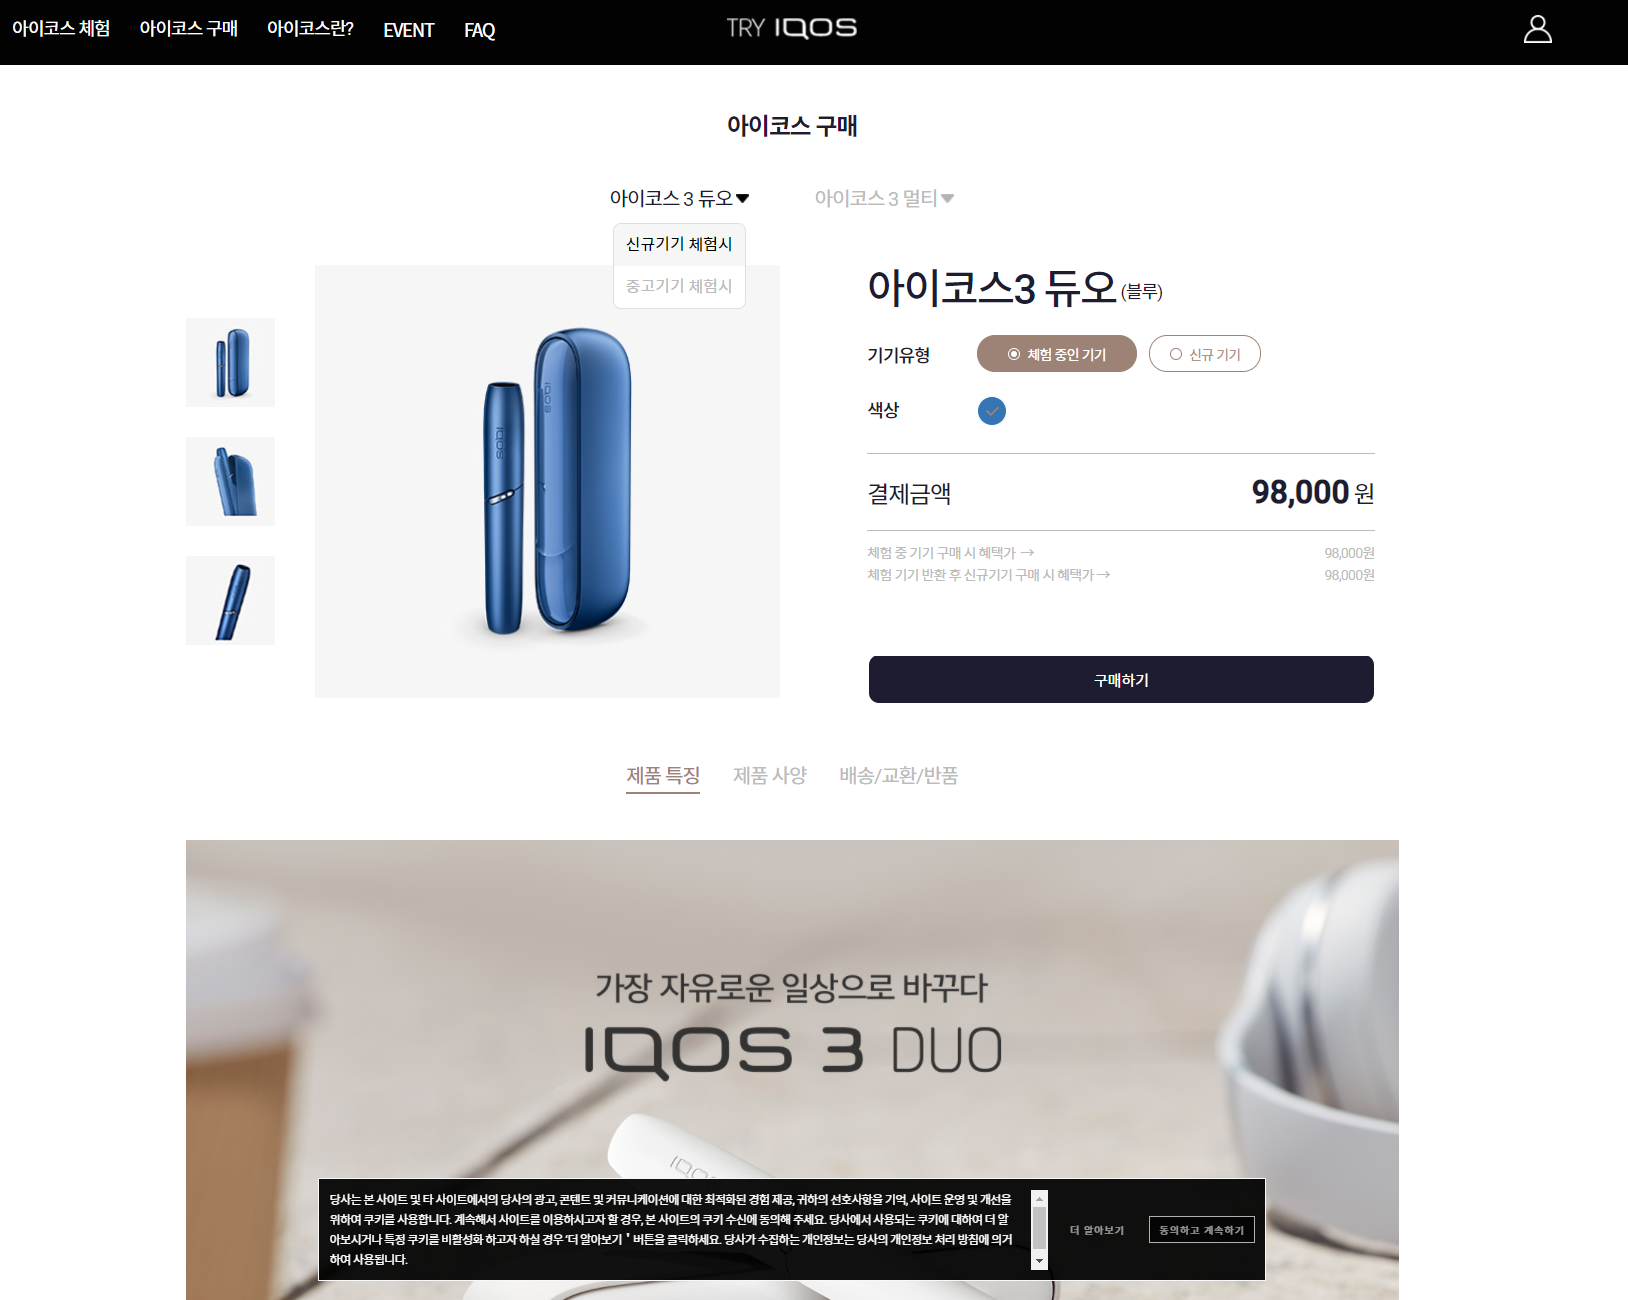 아이코스 체험 아이코스 구매 아이코스란? EVENT FAQ TRY IQOS
아이코스 구매
아이코스 3 듀오 아이코스 3 멀티
신규기기 체험시
중고기기 체험시
아이코스3 듀오 (블루)
기기유형 체험 중인 기기 신규 기기
색상
결제금액 98,000 원
체험 중 기기 구매 시 혜택가 → 98,000원
체험 기기 반환 후 신규기기 구매 시 혜택가 → 98,000원
구매하기
IQOS
IQOS
제품 특징 제품 사양 배송/교환/반품
가장 자유로운 일상으로 바꾸다
IQOS 3 DUO
IQOS
당사는 본 사이트 및 타 사이트에서의 당사의 광고, 콘텐트 및 커뮤니케이션에 대한 최적화된 경험 제공, 귀하의 선호사항을 기억, 사이트 운영 및 개선을
위하여 쿠키를 사용합니다. 계속해서 사이트를 이용하시고자 할 경우, 본 사이트의 쿠키 수신에 동의해 주세요. 당사에서 사용되는 쿠키에 대하여 더 알
아보시거나 특정 쿠키를 비활성화 하고자 하실 경우 '더 알아보기 ' 버튼을 클릭하세요. 당사가 수집하는 개인정보는 당사의 개인정보 처리 방침에 의거
하여 사용됩니다.
더 알아보기 동의하고 계속하기